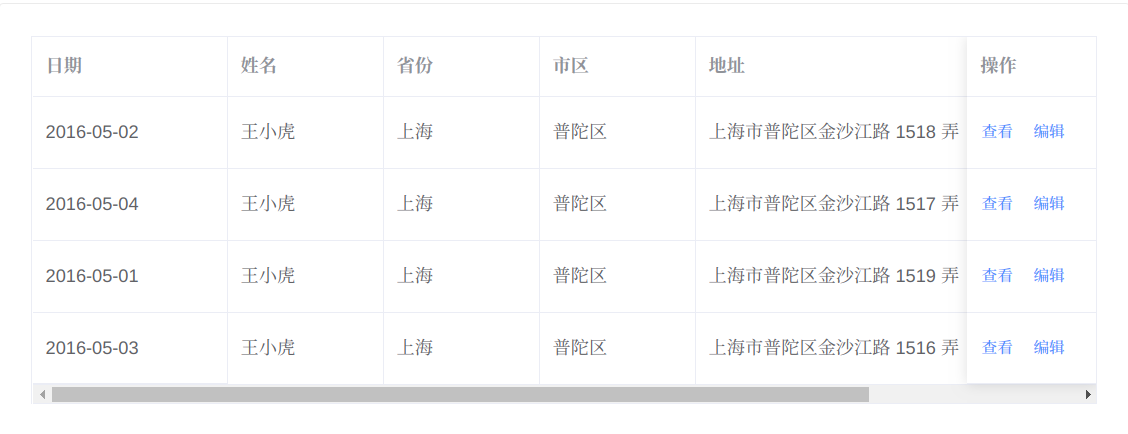 日期 姓名 省份 市区 地址 操作
2016-05-02 王小虎 上海 普陀区 上海市普陀区金沙江路 1518 弄 查看 编辑
2016-05-04 王小虎 上海 普陀区 上海市普陀区金沙江路 1517 弄 查看 编辑
2016-05-01 王小虎 上海 普陀区 上海市普陀区金沙江路 1519 弄 查看 编辑
2016-05-03 王小虎 上海 普陀区 上海市普陀区金沙江路 1516 弄 查看 编辑